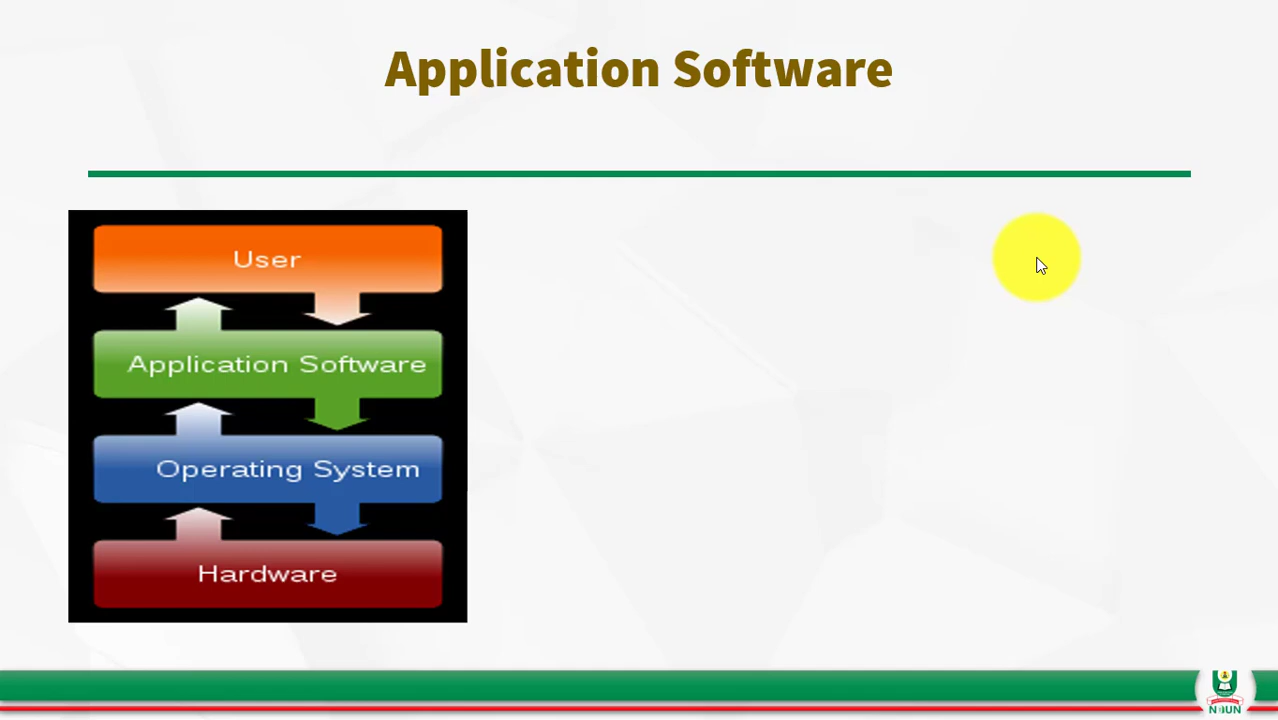 Application Software
User
Application Software
Operating System
Hardware
NOUN